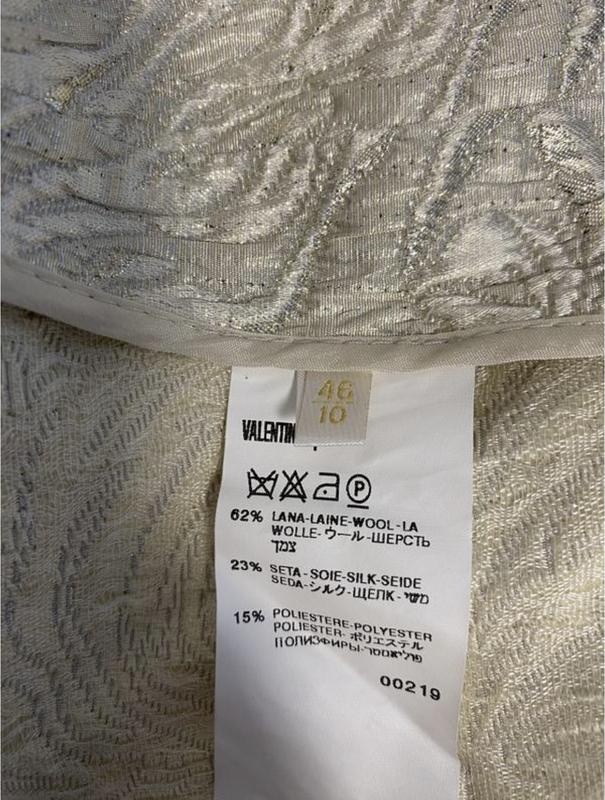 46
10
VALENTIN
P
62% LANA-LAINE-WOOL-LA
WOLLE-ウール-ШЕРСТЬ
צמר
23% SETA-SOIE-SILK-SEIDE
SEDA-シルク-ЩЕЛК-משי
15% POLIESTERE-POLYESTER
POLIESTER-ポリエステル
ПОЛИЭФИРЫ-פוליאסטר
00219